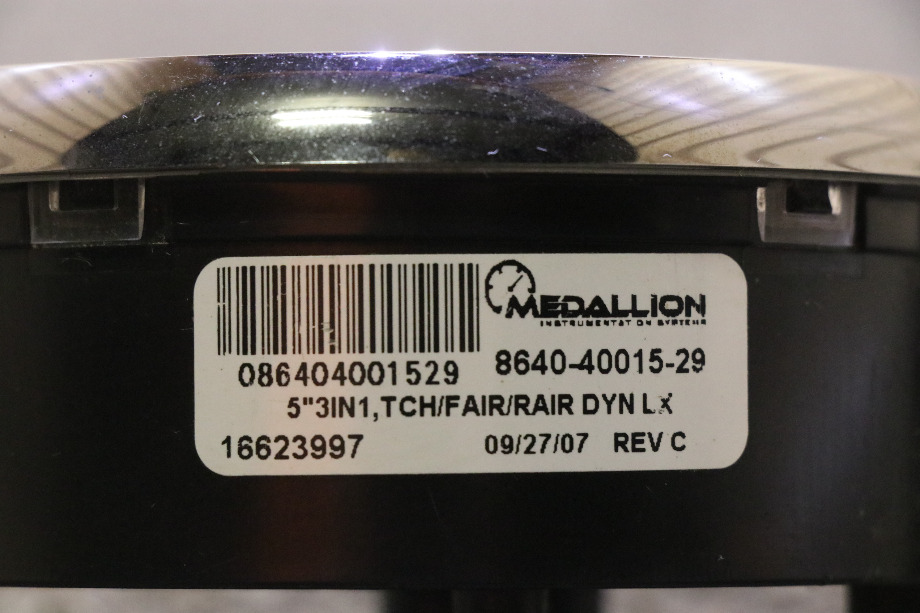 MEDALLION
INSTRUMENTATION SYSTEMS
086404001529
8640-40015-29
5"3IN1,TCH/FAIR/RAIR DYN LX
16623997 09/27/07 REV C